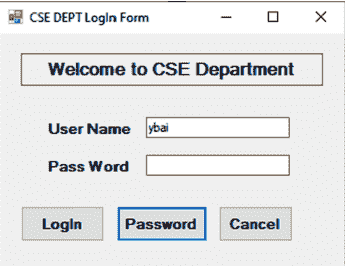 CSE DEPT LogIn Form
Welcome to CSE Department
User Name ybai
Pass Word
LogIn Password Cancel